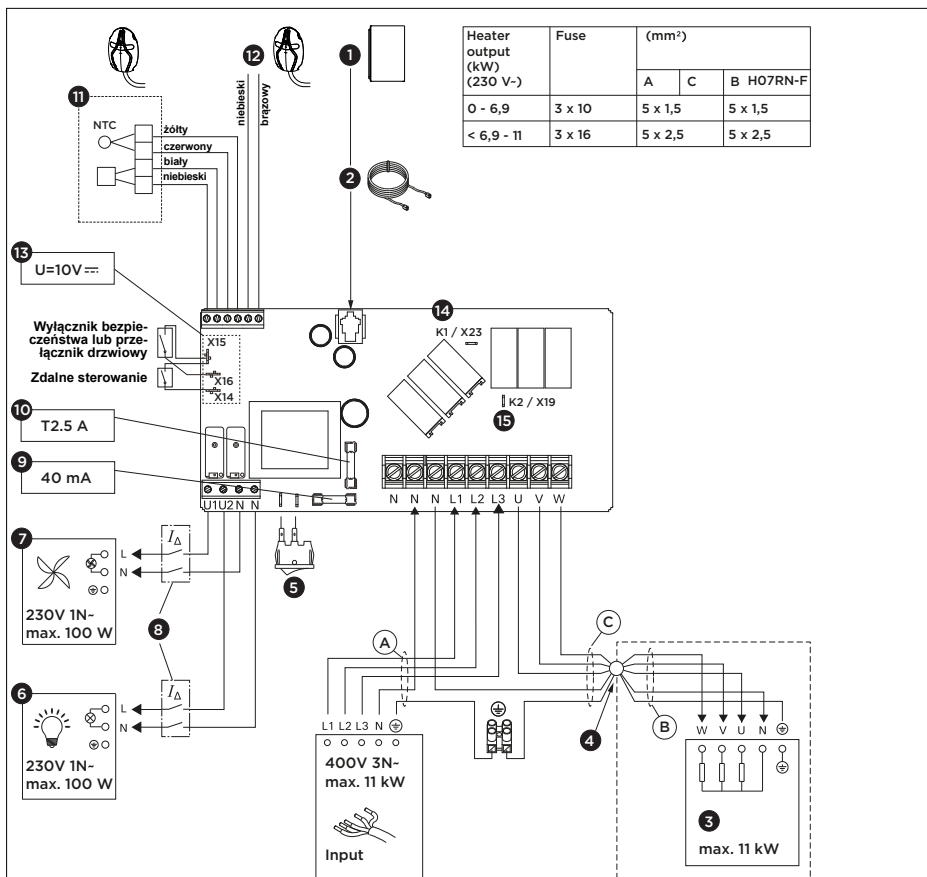 12
1
11
niebieski
brązowy
NTC
żółty
czerwony
biały
niebieski
2
Heater
output
(kW)
(230 V~)
Fuse
(mm²)
A
C
B H07RN-F
0 - 6,9
3 x 10
5 x 1,5
5 x 1,5
< 6,9 - 11
3 x 16
5 x 2,5
5 x 2,5
13
U=10V
Wyłącznik bezpie-
czeństwa lub prze-
łącznik drzwiowy
Zdalne sterowanie
X15
X16
X14
14
K1 / X23
K2 / X19
15
10
T2.5 A
9
40 mA
U1 U2 N N
N N N L1 L2 L3 U V W
7
L
N
IΔ
230V 1N~
max. 100 W
5
8
6
L
N
IΔ
230V 1N~
max. 100 W
A
C
L1 L2 L3 N
400V 3N~
max. 11 kW
Input
4
B
W V U N
3
max. 11 kW